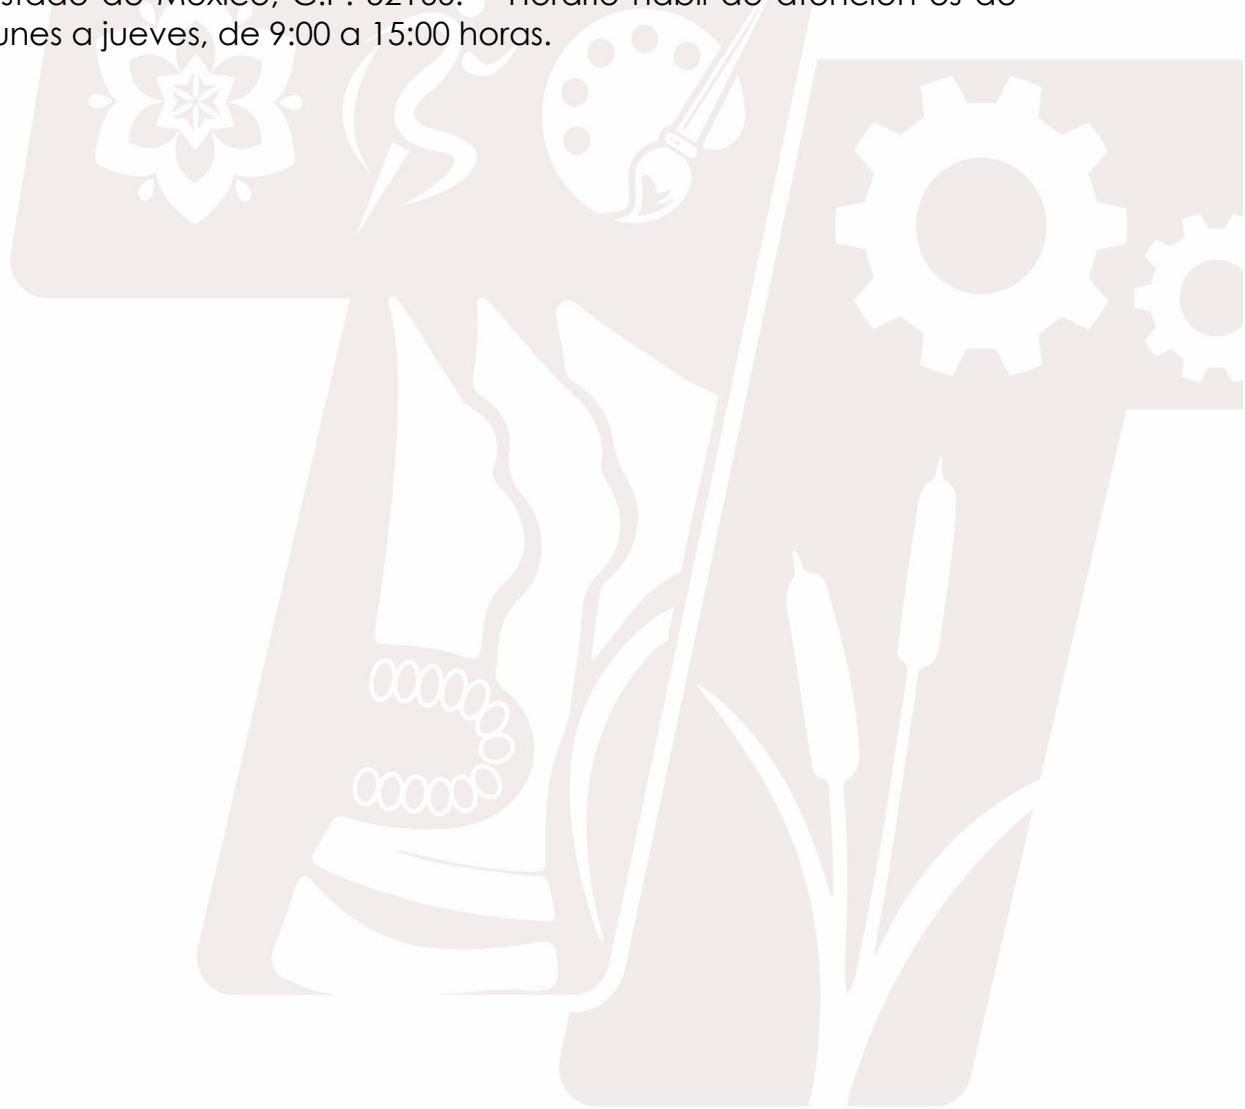 stado de México, C.P. horario hábil de atención es de
unes a jueves, de 9:00 a 15:00 horas.